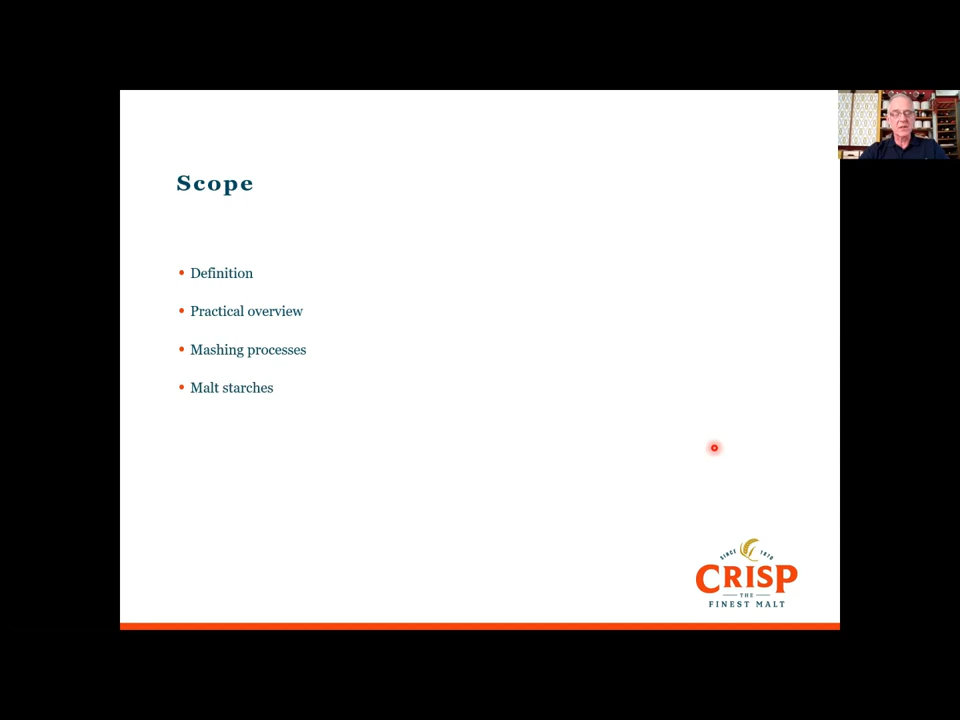 Scope
• Definition
• Practical overview
• Mashing processes
• Malt starches
SINCE 1870
CRISP
THE
FINEST MALT